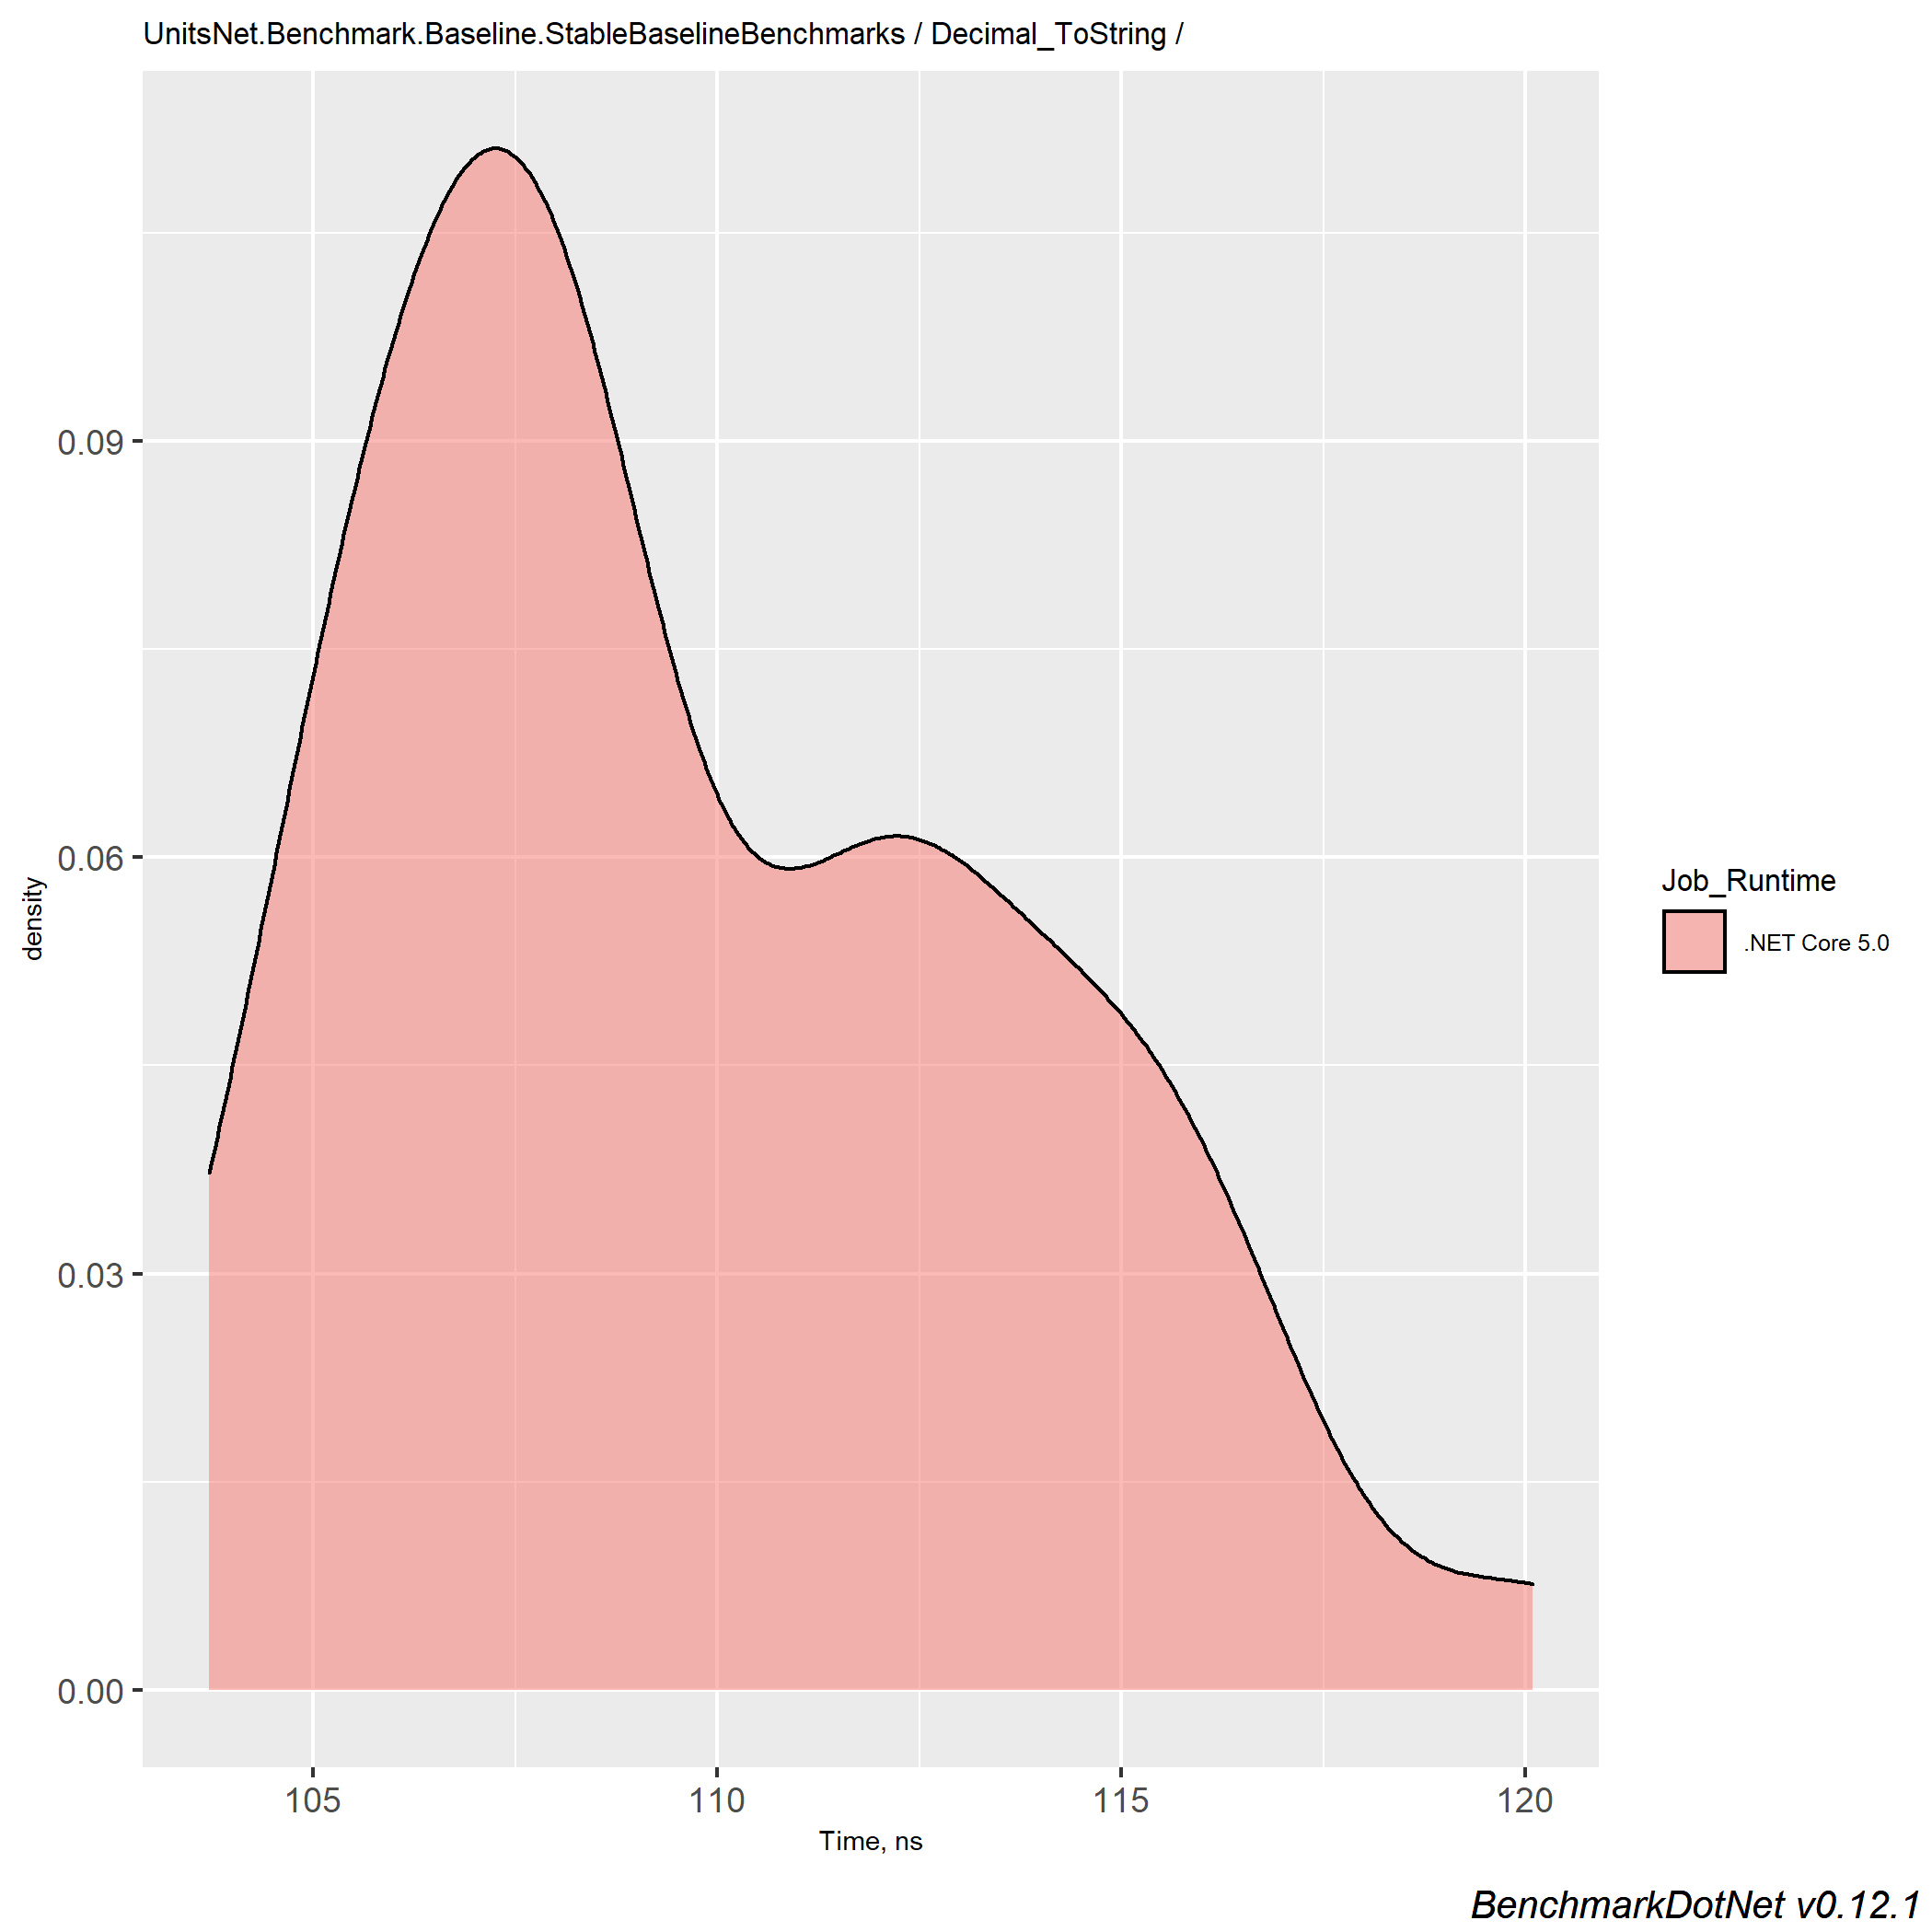 UnitsNet.Benchmark.Baseline.StableBaselineBenchmarks / Decimal_ToString /
0.09
0.06
0.03
0.00
density
105 110 115 120
Time, ns
Job_Runtime
.NET Core 5.0
BenchmarkDotNet v0.12.1